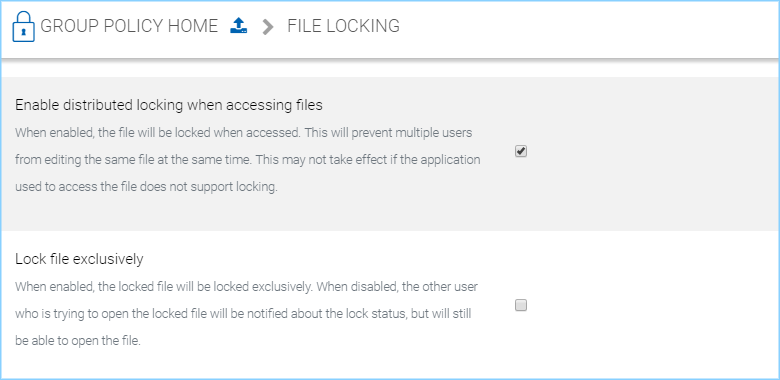 GROUP POLICY HOME > FILE LOCKING
Enable distributed locking when accessing files
When enabled, the file will be locked when accessed. This will prevent multiple users
from editing the same file at the same time. This may not take effect if the application
used to access the file does not support locking.
Lock file exclusively
When enabled, the locked file will be locked exclusively. When disabled, the other user
who is trying to open the locked file will be notified about the lock status, but will still
be able to open the file.